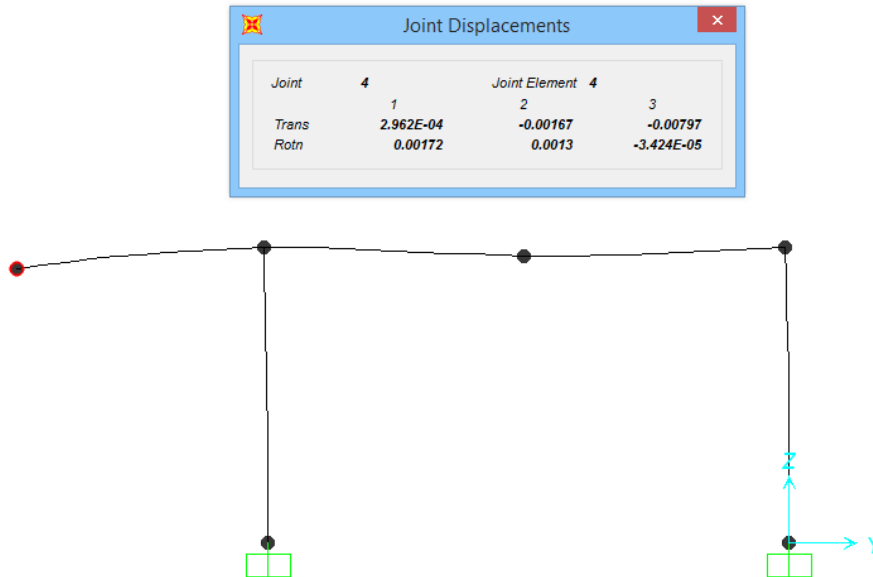 Joint Displacements
Joint 4 Joint Element 4
1 2 3
Trans 2.962E-04 -0.00167 -0.00797
Rotn 0.00172 0.0013 -3.424E-05
Z
Y